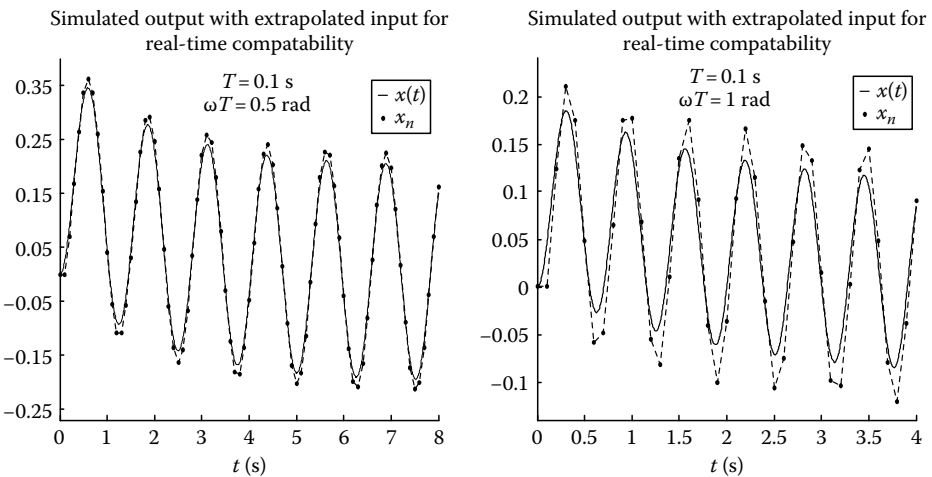 Simulated output with extrapolated input for
real-time compatability
T = 0.1 s
ωT = 0.5 rad
– x(t)
• xₙ
0.35
0.25
0.15
0.05
−0.05
−0.15
−0.25
0 1 2 3 4 5 6 7 8
t (s)
Simulated output with extrapolated input for
real-time compatability
T = 0.1 s
ωT = 1 rad
– x(t)
• xₙ
0.2
0.15
0.1
0.05
0
−0.05
−0.1
0 0.5 1 1.5 2 2.5 3 3.5 4
t (s)